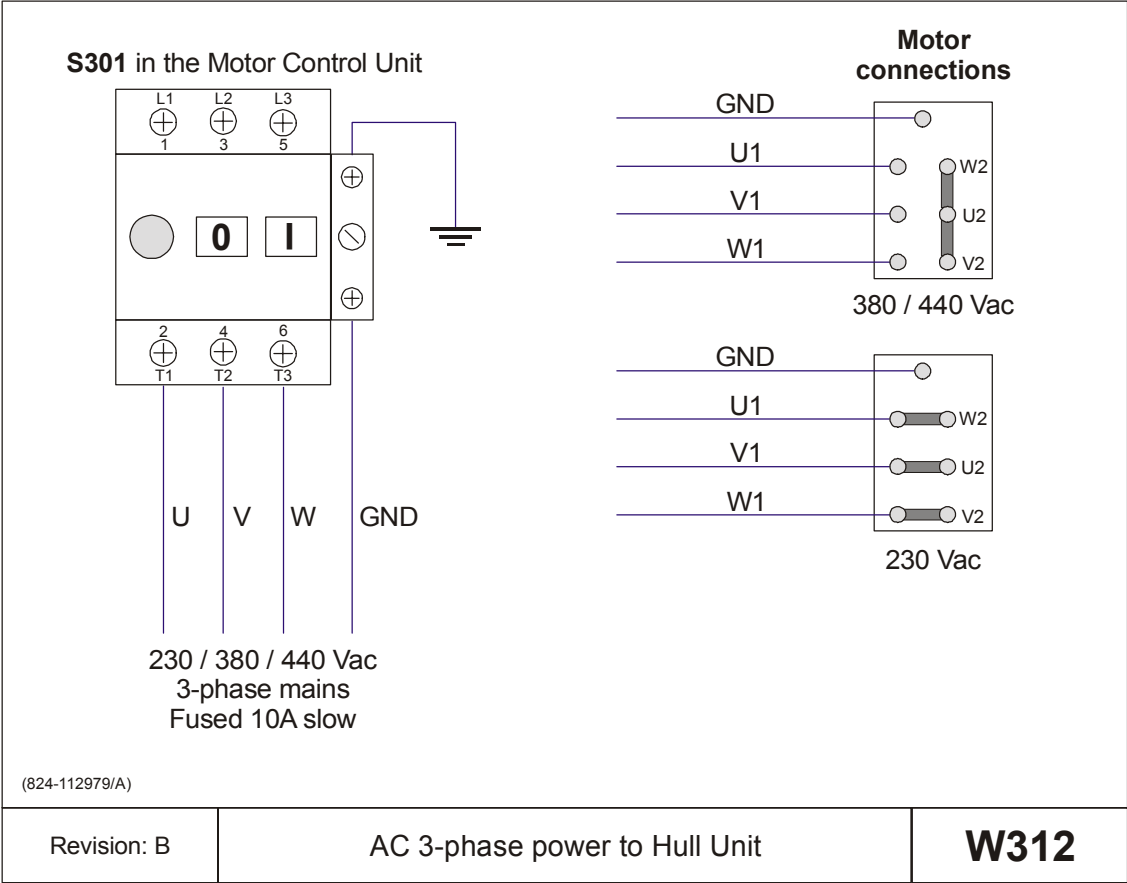 S301 in the Motor Control Unit
L1 L2 L3
1 3 5
0 I
2 4 6
T1 T2 T3
U V W GND
230 / 380 / 440 Vac
3-phase mains
Fused 10A slow
Motor
connections
GND
U1 W2
V1 U2
W1 V2
380 / 440 Vac
GND
U1 W2
V1 U2
W1 V2
230 Vac
(824-112979/A)
Revision: B AC 3-phase power to Hull Unit W312